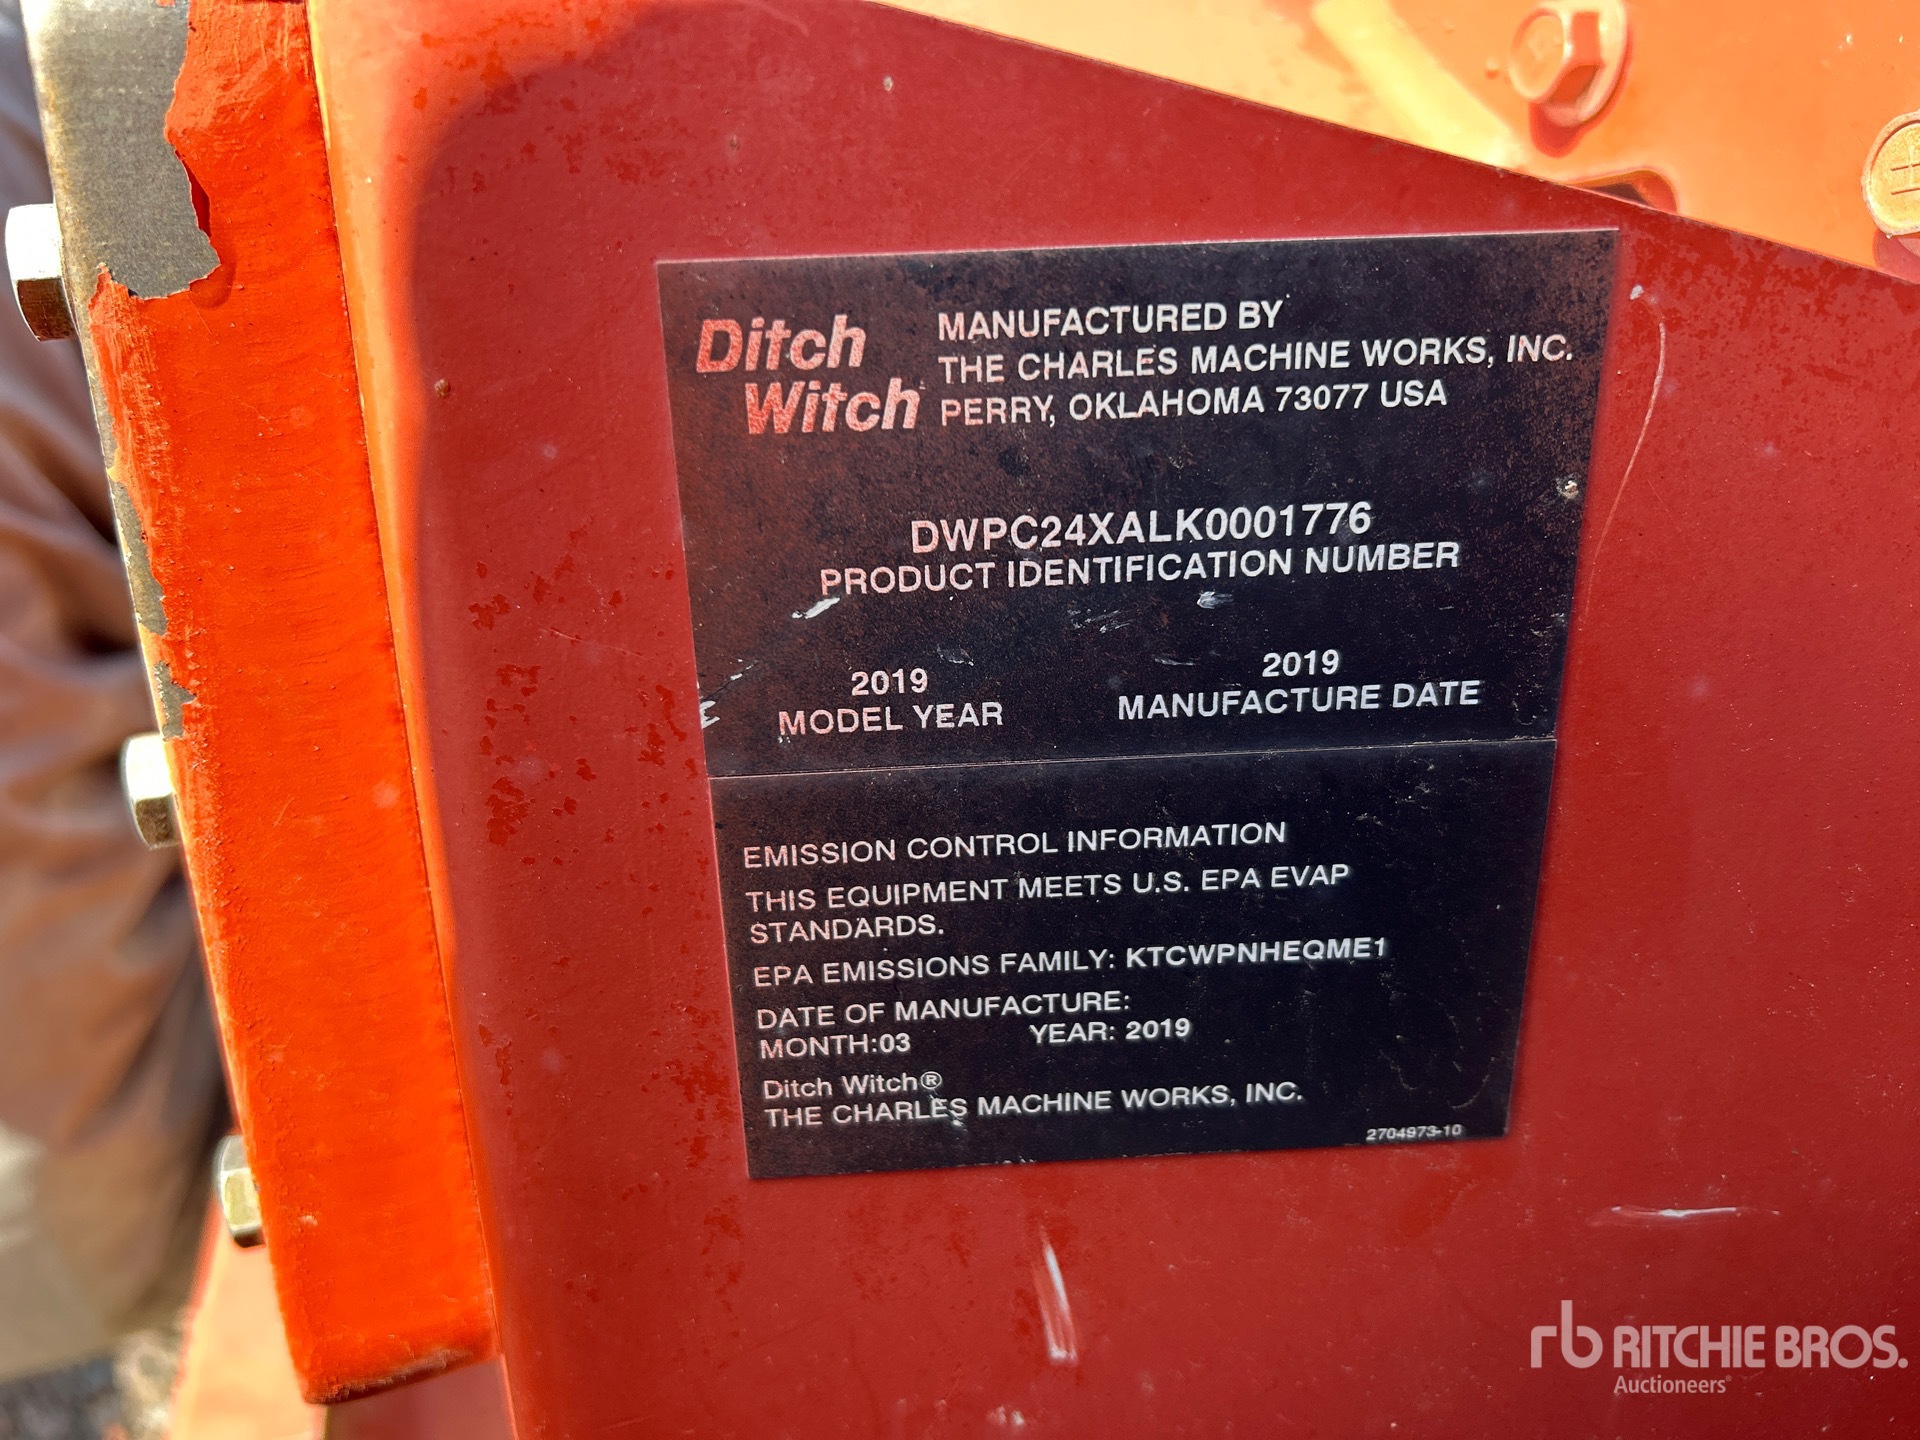 Ditch
Witch
MANUFACTURED BY
THE CHARLES MACHINE WORKS, INC.
PERRY, OKLAHOMA 73077 USA
DWPC24XALK0001776
PRODUCT IDENTIFICATION NUMBER
2019
MODEL YEAR
2019
MANUFACTURE DATE
EMISSION CONTROL INFORMATION
THIS EQUIPMENT MEETS U.S. EPA EVAP
STANDARDS.
EPA EMISSIONS FAMILY: KTCWPNHEQME1
DATE OF MANUFACTURE:
MONTH:03 YEAR: 2019
Ditch Witch®
THE CHARLES MACHINE WORKS, INC.
2704973-10
rb RITCHIE BROS.
Auctioneers®